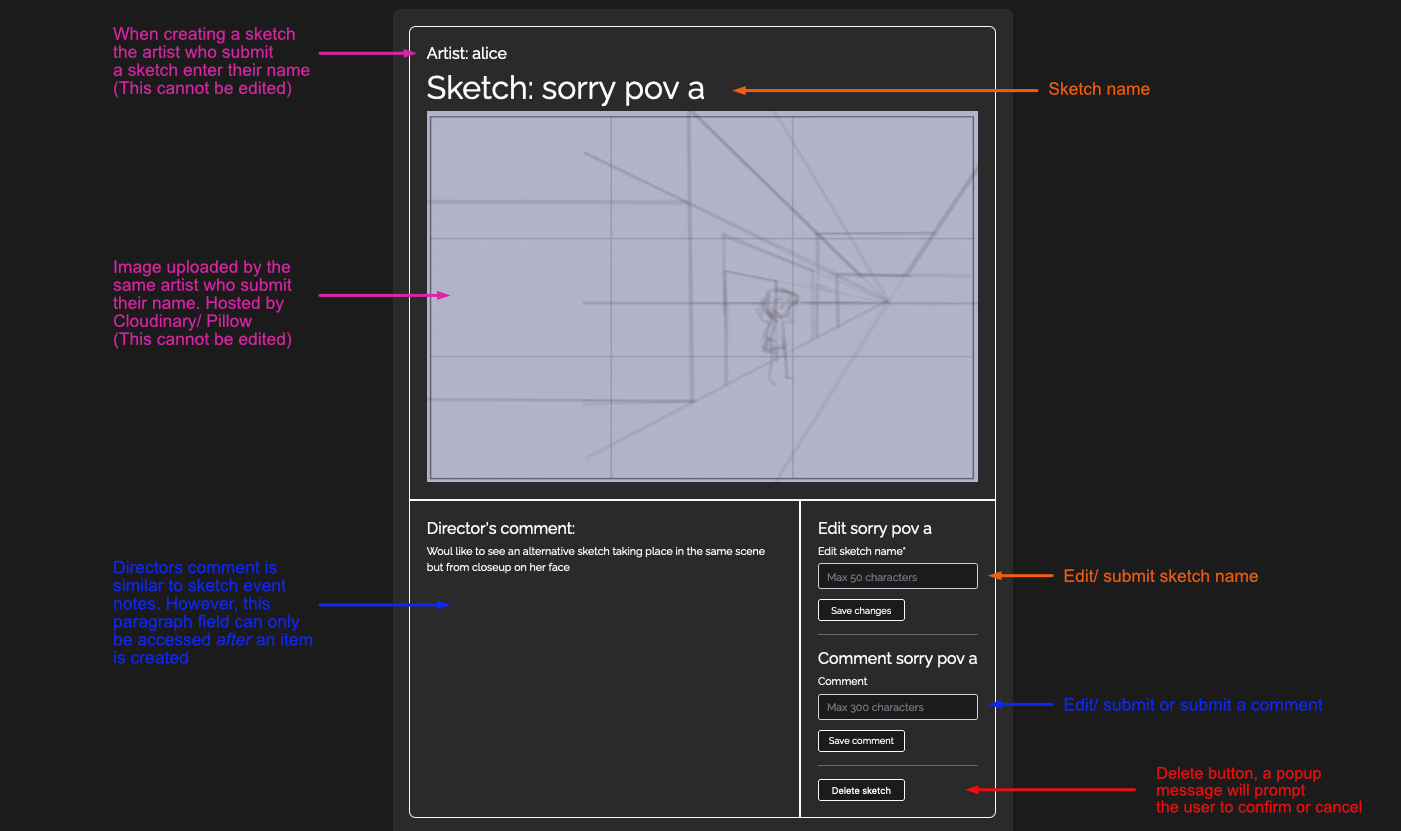 When creating a sketch
the artist who submit
a sketch enter their name
(This cannot be edited)
Artist: alice
Sketch: sorry pov a
Sketch name
Image uploaded by the
same artist who submit
their name. Hosted by
Cloudinary/ Pillow
(This cannot be edited)
Director's comment:
Woul like to see an alternative sketch taking place in the same scene
but from closeup on her face
Directors comment is
similar to sketch event
notes. However, this
paragraph field can only
be accessed after an item
is created
Edit sorry pov a
Edit sketch name*
Max 50 characters
Save changes
Edit/ submit sketch name
Comment sorry pov a
Comment
Max 300 characters
Save comment
Edit/ submit or submit a comment
Delete sketch
Delete button, a popup
message will prompt
the user to confirm or cancel